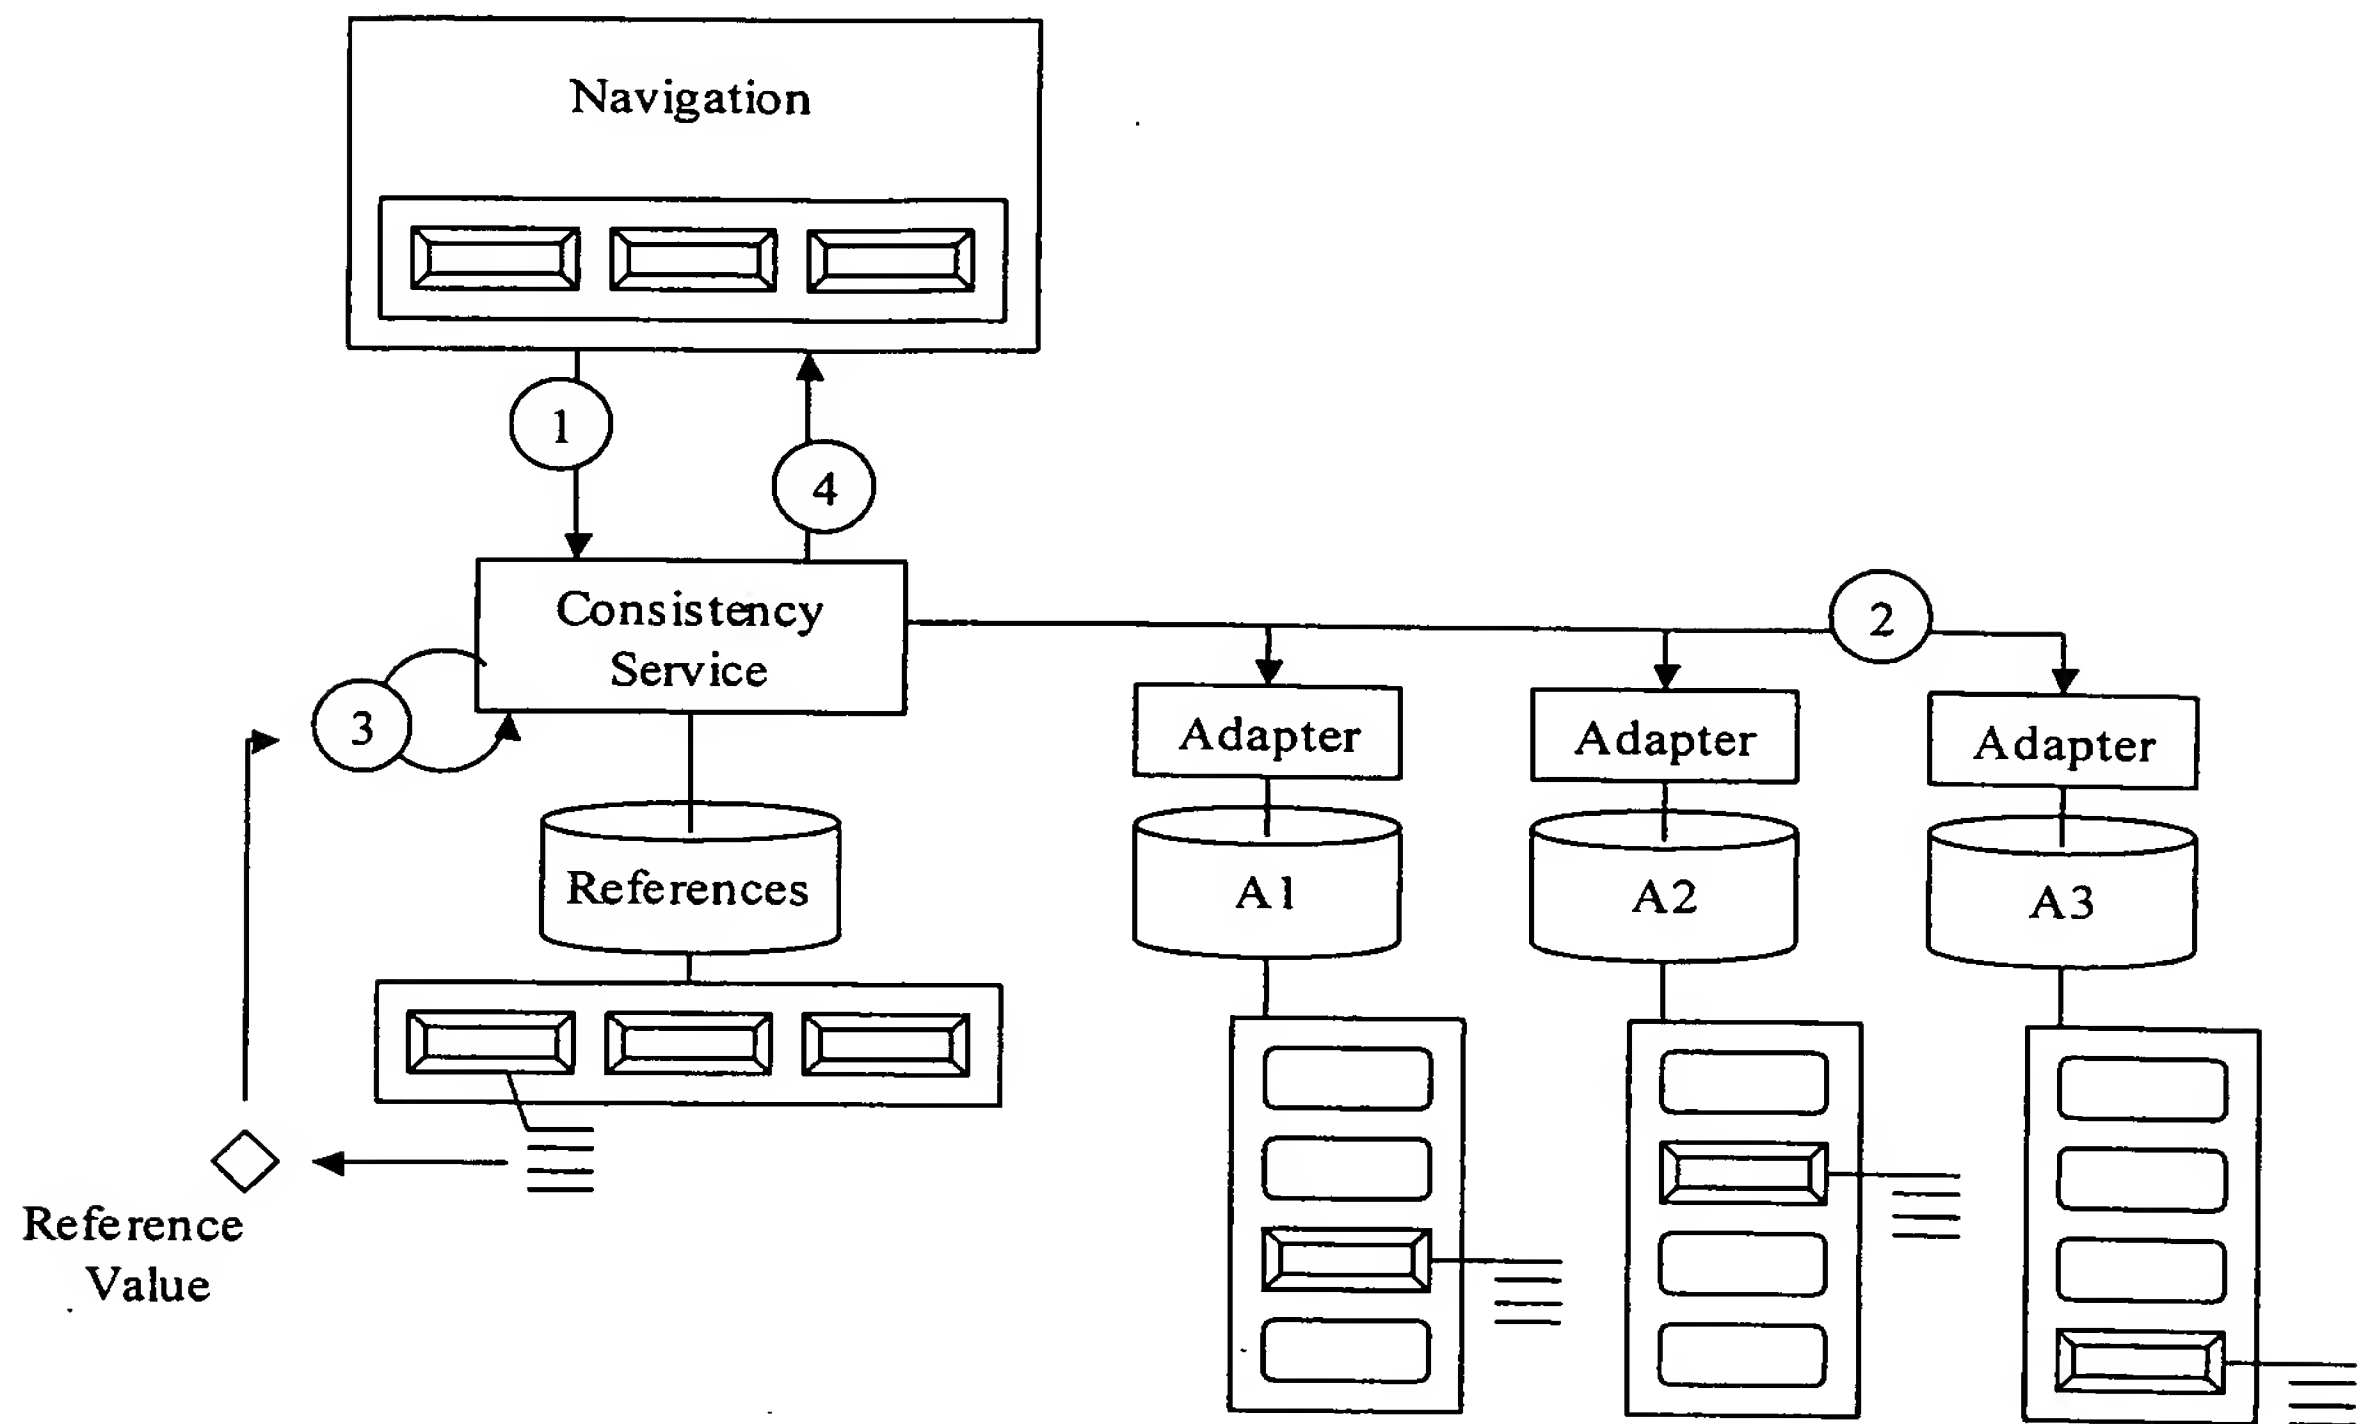 Navigation
1
4
Consistency
Service
2
3
Adapter
Adapter
Adapter
References
A1
A2
A3
Reference
Value